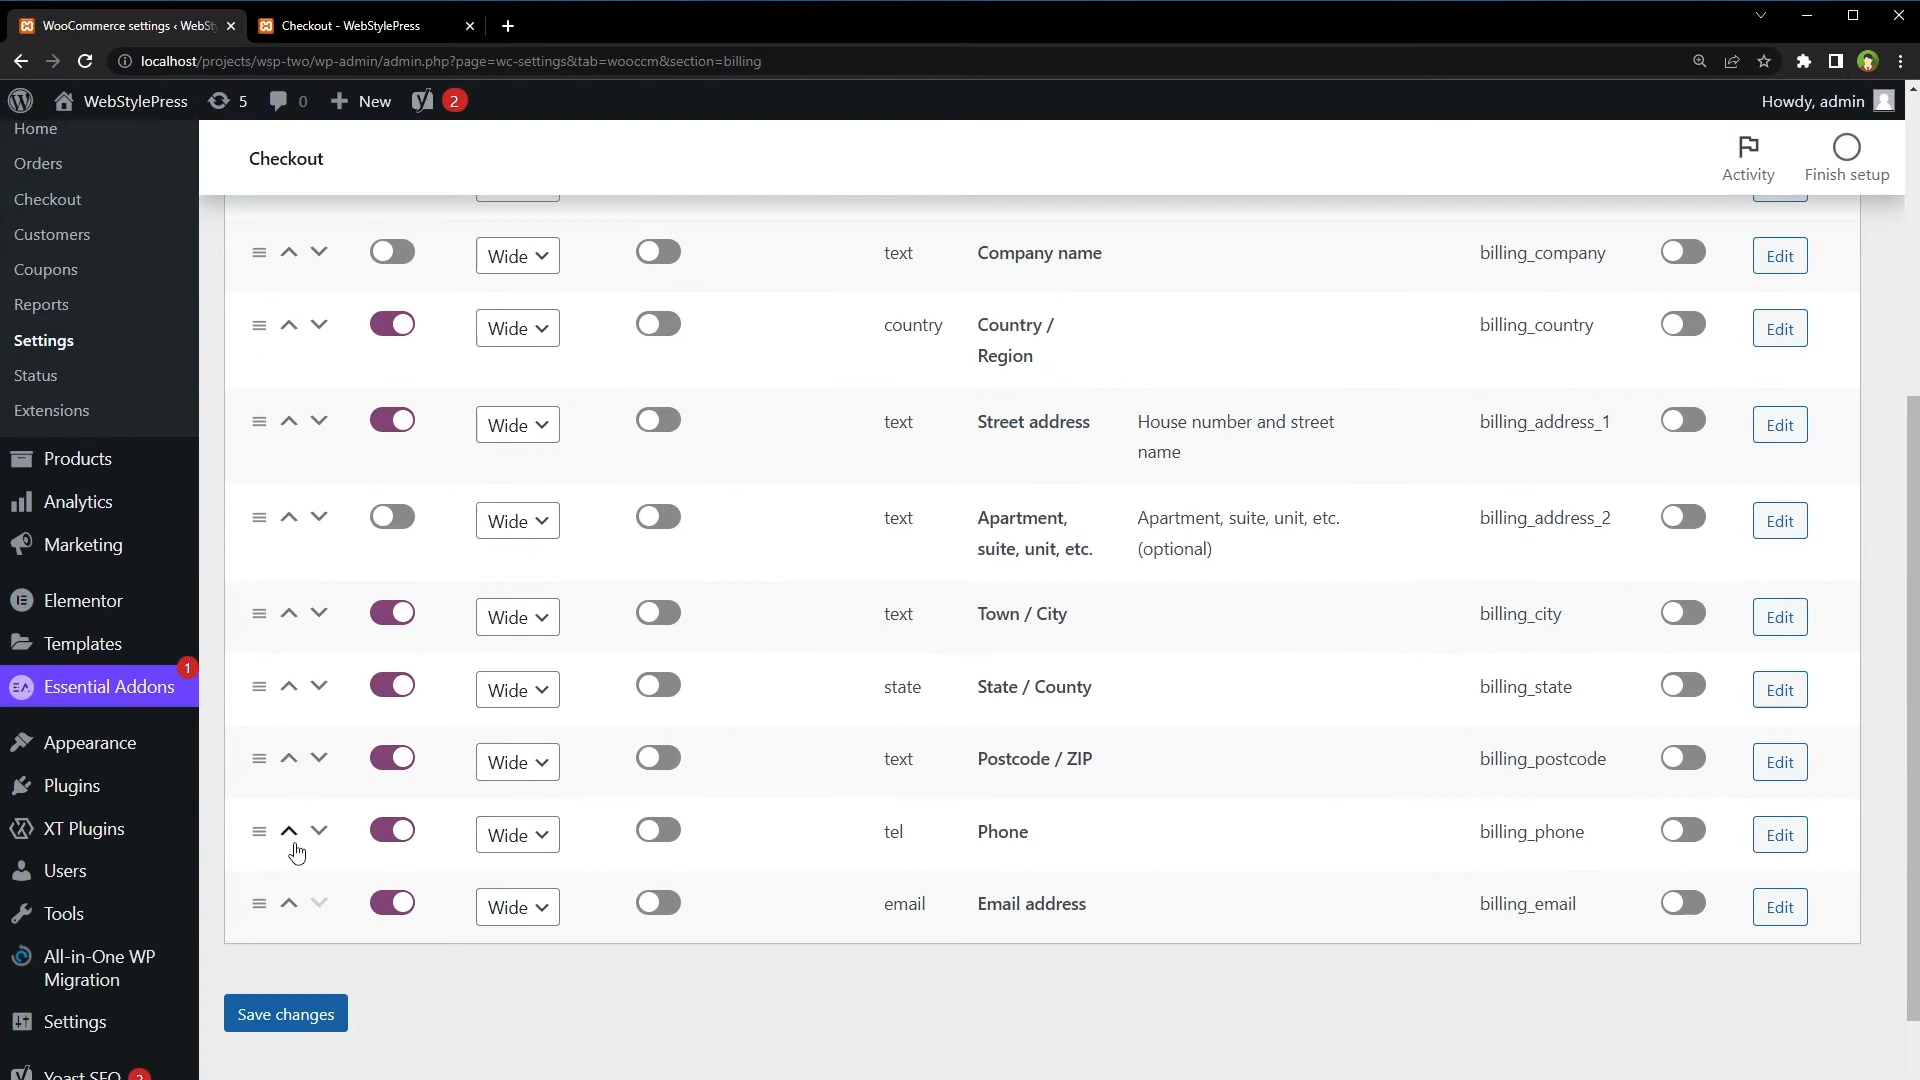 WooCommerce settings ‹ WebSt
Checkout - WebStylePress
localhost/projects/wsp-two/wp-admin/admin.php?page=wc-settings&tab=wooccm&section=billing
WebStylePress
5
0
New
2
Howdy, admin
Home
Orders
Checkout
Customers
Coupons
Reports
Settings
Status
Extensions
Products
Analytics
Marketing
Elementor
Templates
1
Essential Addons
Appearance
Plugins
XT Plugins
Users
Tools
All-in-One WP
Migration
Settings
Yoast SEO
Checkout
Activity
Finish setup
Wide
text
Company name
billing_company
Edit
Wide
country
Country /
Region
billing_country
Edit
Wide
text
Street address
House number and street
name
billing_address_1
Edit
Wide
text
Apartment,
suite, unit, etc.
Apartment, suite, unit, etc.
(optional)
billing_address_2
Edit
Wide
text
Town / City
billing_city
Edit
Wide
state
State / County
billing_state
Edit
Wide
text
Postcode / ZIP
billing_postcode
Edit
Wide
tel
Phone
billing_phone
Edit
Wide
email
Email address
billing_email
Edit
Save changes